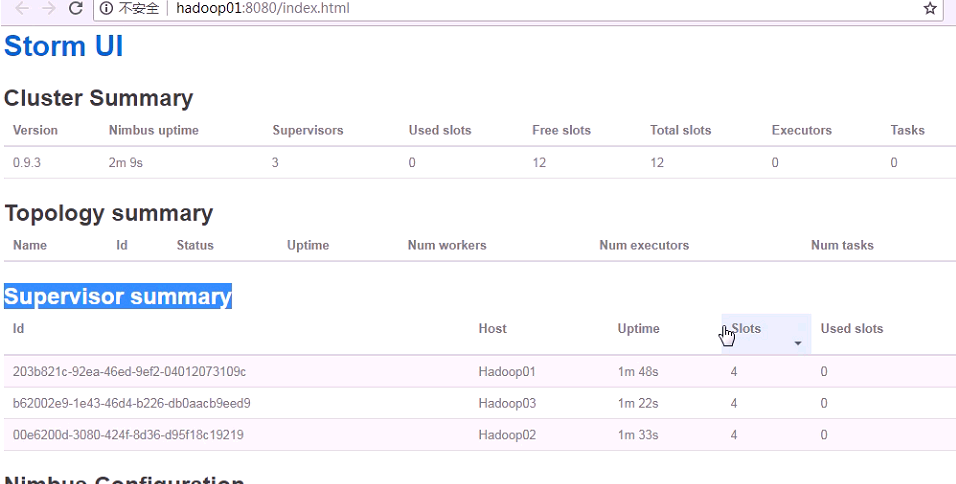 不安全 hadoop01:8080/index.html
Storm UI
Cluster Summary
Version Nimbus uptime Supervisors Used slots Free slots Total slots Executors Tasks
0.9.3 2m 9s 3 0 12 12 0 0
Topology summary
Name Id Status Uptime Num workers Num executors Num tasks
Supervisor summary
Id Host Uptime Slots Used slots
203b821c-92ea-46ed-9ef2-04012073109c Hadoop01 1m 48s 4 0
b62002e9-1e43-46d4-b226-db0aacb9eed9 Hadoop03 1m 22s 4 0
00e6200d-3080-424f-8d36-d95f18c19219 Hadoop02 1m 33s 4 0
Nimbus Configuration